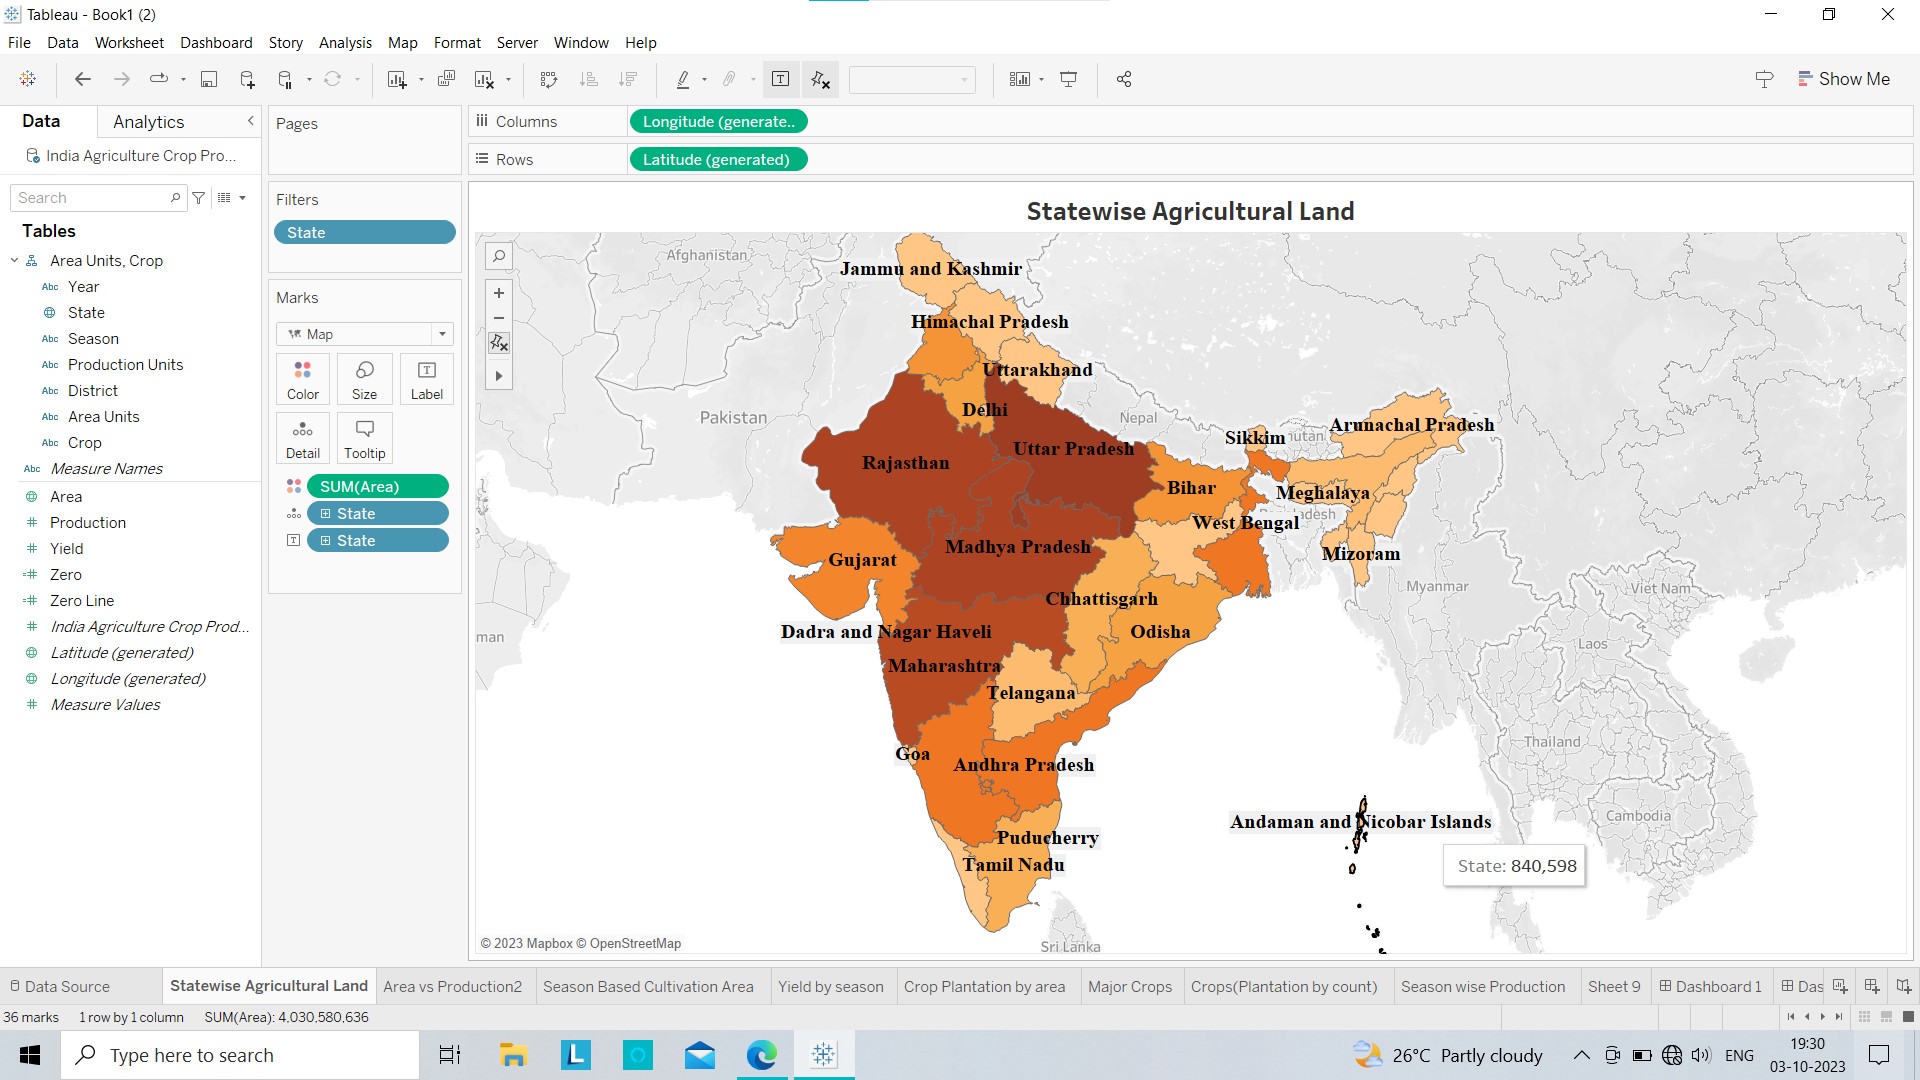 Tableau - Book1 (2)
File Data Worksheet Dashboard Story Analysis Map Format Server Window Help
Show Me
Data Analytics
India Agriculture Crop Pro...
Search
Tables
Area Units, Crop
Abc Year
State
Abc Season
Abc Production Units
Abc District
Abc Area Units
Abc Crop
Abc Measure Names
Area
# Production
# Yield
=# Zero
=# Zero Line
# India Agriculture Crop Prod...
Latitude (generated)
Longitude (generated)
# Measure Values
Pages
Filters
State
Marks
Map
Color Size Label
Detail Tooltip
SUM(Area)
State
State
Columns Longitude (generate..
Rows Latitude (generated)
Statewise Agricultural Land
Afghanistan
Jammu and Kashmir
Himachal Pradesh
Uttarakhand
Delhi
Pakistan
Nepal
Arunachal Pradesh
Sikkim
hutan
Uttar Pradesh
Rajasthan
Bihar
Meghalaya
West Bengal
desh
Madhya Pradesh
Mizoram
Gujarat
Myanmar
Viet Nam
Chhattisgarh
Dadra and Nagar Haveli
Odisha
man
Laos
Maharashtra
Telangana
Thailand
Goa
Andhra Pradesh
Andaman and Nicobar Islands
Cambodia
Puducherry
Tamil Nadu
State: 840,598
Sri Lanka
© 2023 Mapbox © OpenStreetMap
Data Source Statewise Agricultural Land Area vs Production2 Season Based Cultivation Area Yield by season Crop Plantation by area Major Crops Crops(Plantation by count) Season wise Production Sheet 9 Dashboard 1 Das
36 marks 1 row by 1 column SUM(Area): 4,030,580,636
Type here to search
L
26°C Partly cloudy
ENG
19:30
03-10-2023